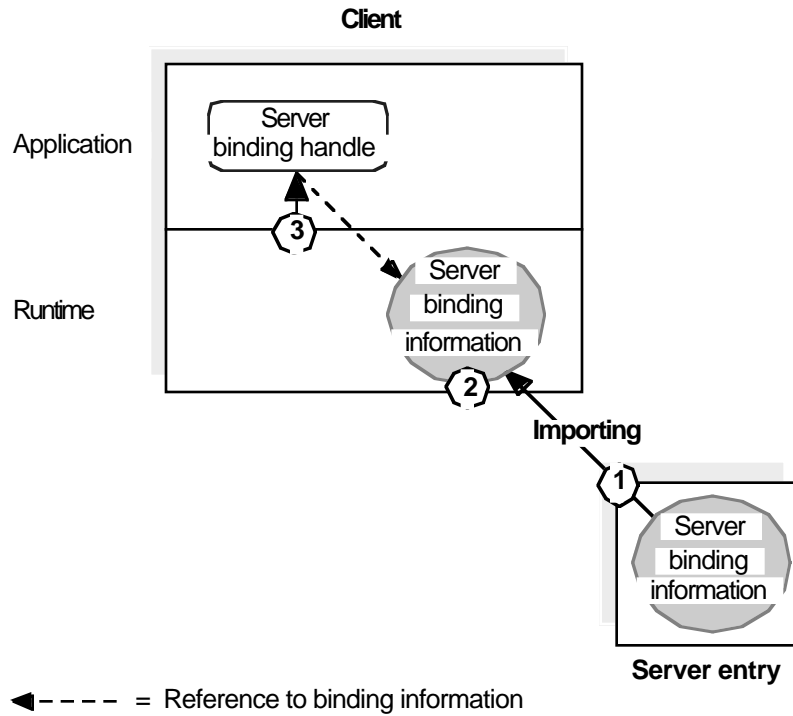 Client
Application
Server
binding handle
3
Runtime
Server
binding
information
2
Importing
1
Server
binding
information
Server entry
= Reference to binding information